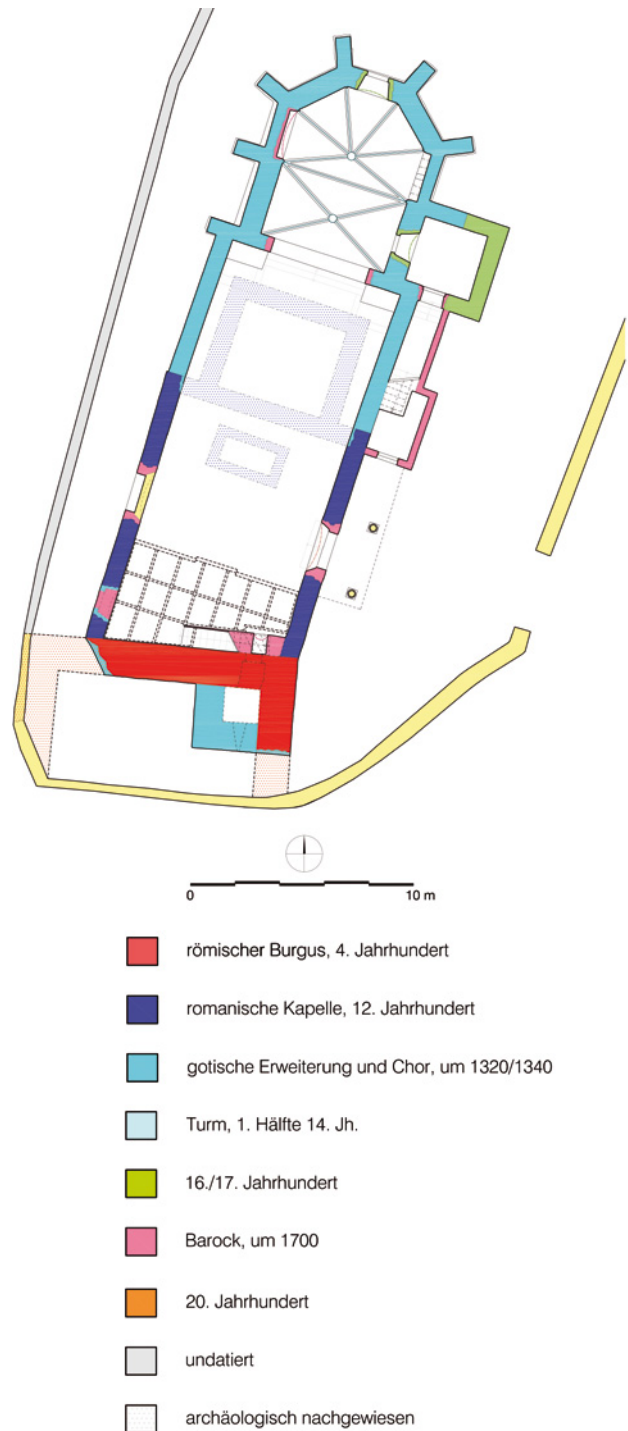 0 10 m
römischer Burgus, 4. Jahrhundert
romanische Kapelle, 12. Jahrhundert
gotische Erweiterung und Chor, um 1320/1340
Turm, 1. Hälfte 14. Jh.
16./17. Jahrhundert
Barock, um 1700
20. Jahrhundert
undatiert
archäologisch nachgewiesen